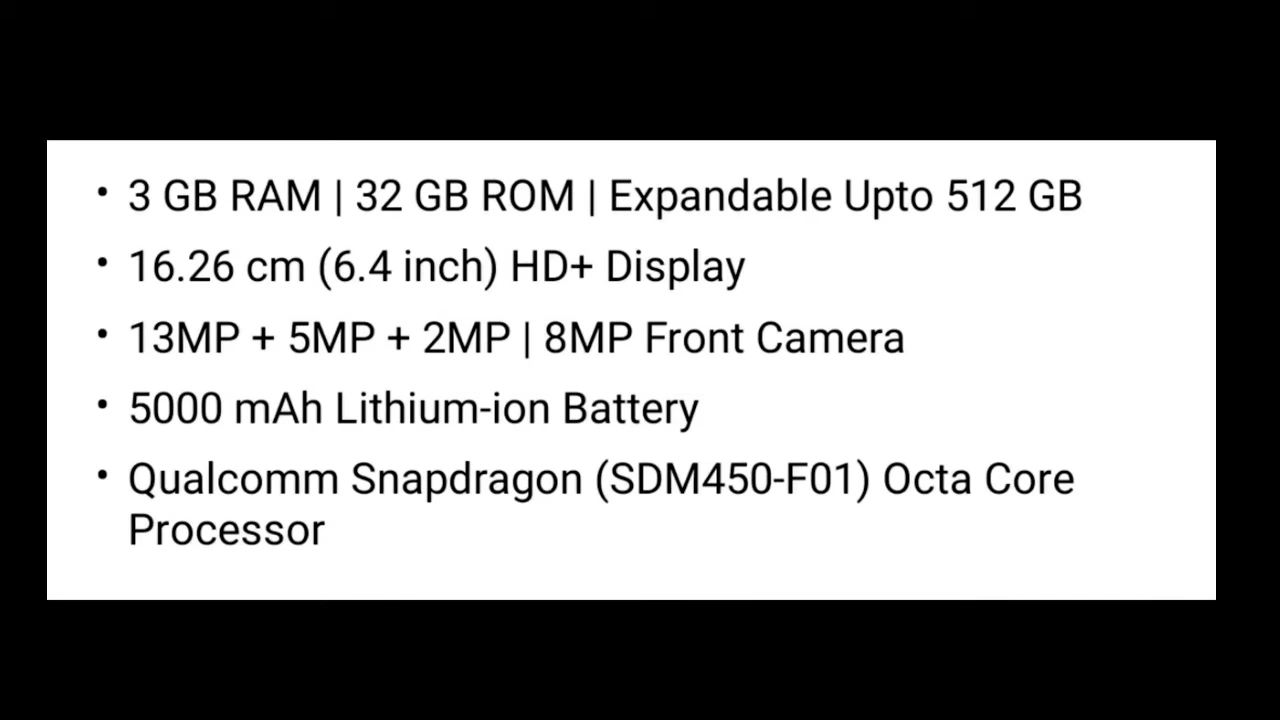 • 3 GB RAM | 32 GB ROM | Expandable Upto 512 GB
• 16.26 cm (6.4 inch) HD+ Display
• 13MP + 5MP + 2MP | 8MP Front Camera
• 5000 mAh Lithium-ion Battery
• Qualcomm Snapdragon (SDM450-F01) Octa Core
Processor